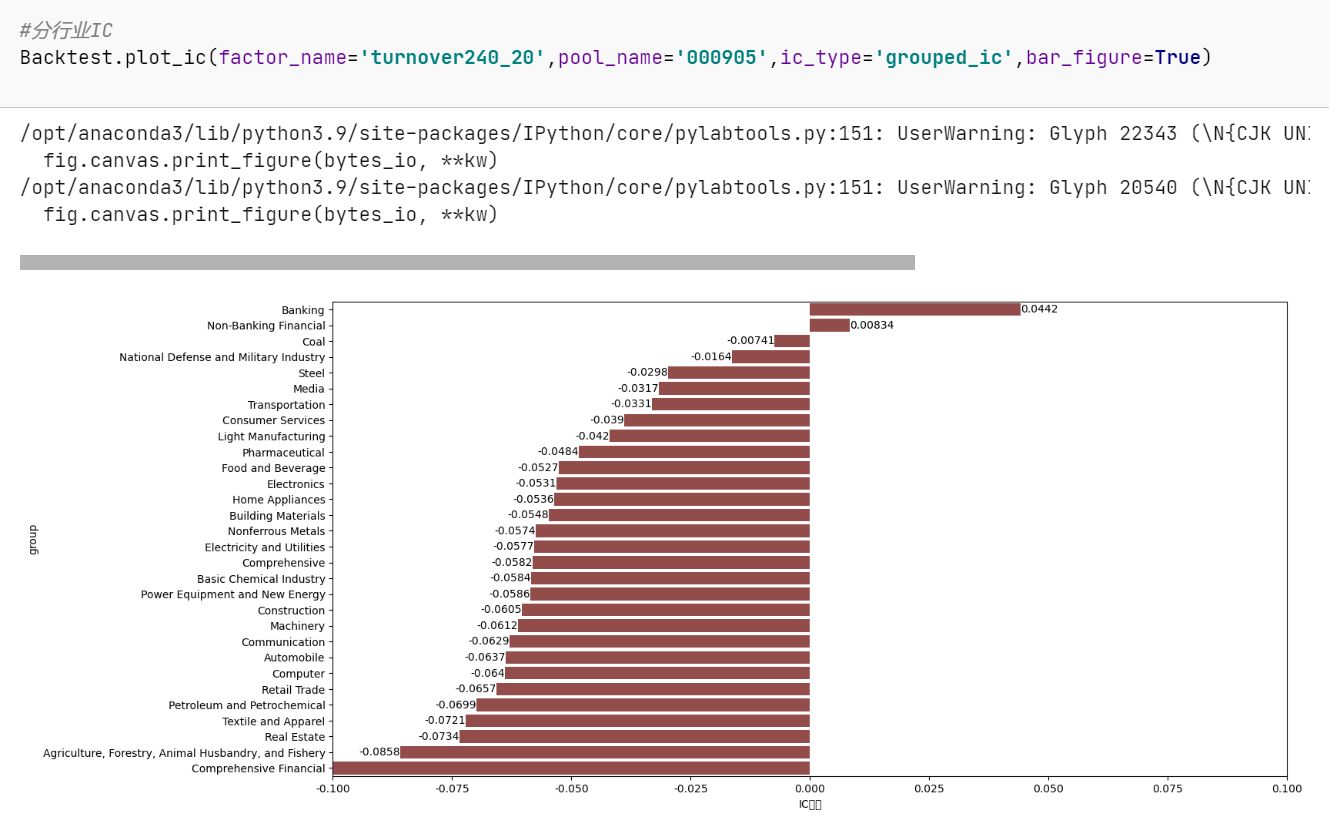 #分行业IC
Backtest.plot_ic(factor_name='turnover240_20',pool_name='000905',ic_type='grouped_ic',bar_figure=True)
/opt/anaconda3/lib/python3.9/site-packages/IPython/core/pylabtools.py:151: UserWarning: Glyph 22343 (\N{CJK UNI
fig.canvas.print_figure(bytes_io, **kw)
/opt/anaconda3/lib/python3.9/site-packages/IPython/core/pylabtools.py:151: UserWarning: Glyph 20540 (\N{CJK UNI
fig.canvas.print_figure(bytes_io, **kw)
Banking 0.0442
Non-Banking Financial 0.00834
Coal -0.00741
National Defense and Military Industry -0.0164
Steel -0.0298
Media -0.0317
Transportation -0.0331
Consumer Services -0.039
Light Manufacturing -0.042
Pharmaceutical -0.0484
Food and Beverage -0.0527
Electronics -0.0531
Home Appliances -0.0536
Building Materials -0.0548
Nonferrous Metals -0.0574
group
Electricity and Utilities -0.0577
Comprehensive -0.0582
Basic Chemical Industry -0.0584
Power Equipment and New Energy -0.0586
Construction -0.0605
Machinery -0.0612
Communication -0.0629
Automobile -0.0637
Computer -0.064
Retail Trade -0.0657
Petroleum and Petrochemical -0.0699
Textile and Apparel -0.0721
Real Estate -0.0734
Agriculture, Forestry, Animal Husbandry, and Fishery -0.0858
Comprehensive Financial
-0.100 -0.075 -0.050 -0.025 0.000 0.025 0.050 0.075 0.100
IC